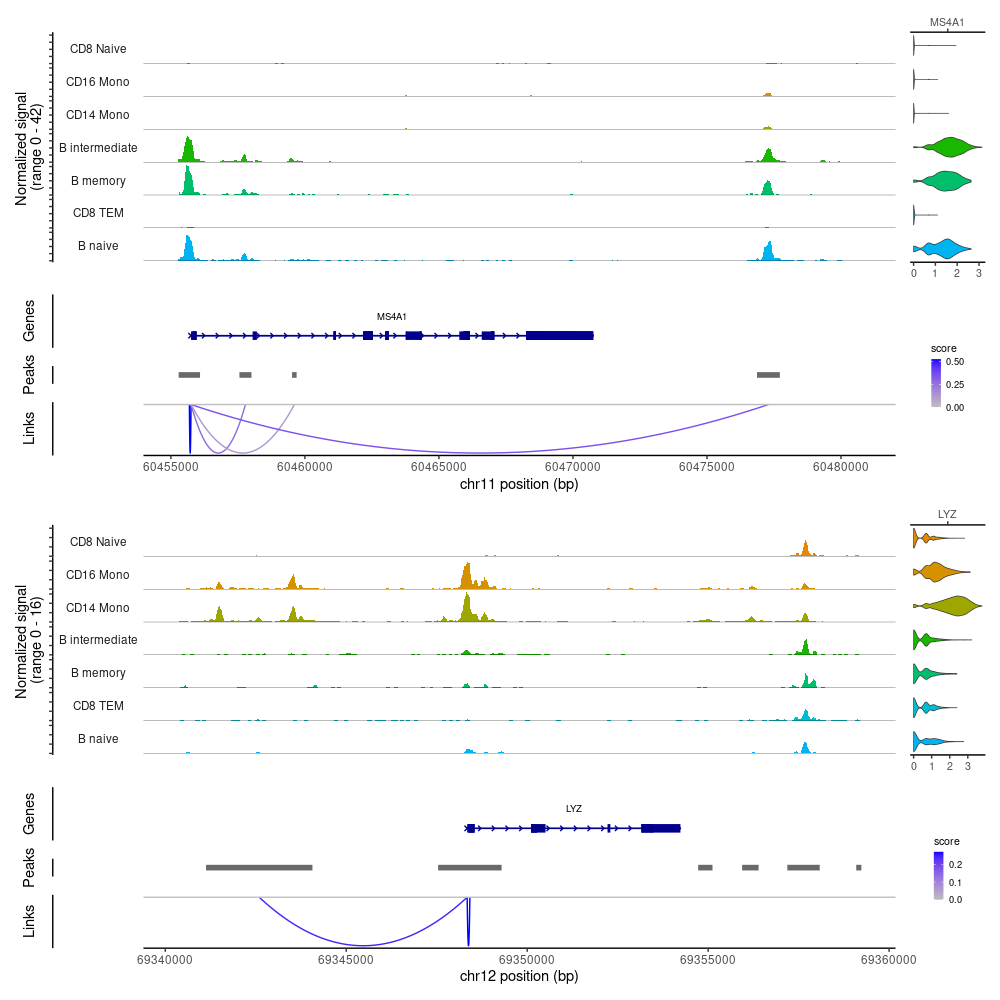 MS4A1
Normalized signal
(range 0 - 42)
CD8 Naive
CD16 Mono
CD14 Mono
B intermediate
B memory
CD8 TEM
B naive
0 1 2 3
Genes
MS4A1
Peaks
Links
score
0.50
0.25
0.00
60455000 60460000 60465000 60470000 60475000 60480000
chr11 position (bp)
LYZ
Normalized signal
(range 0 - 16)
CD8 Naive
CD16 Mono
CD14 Mono
B intermediate
B memory
CD8 TEM
B naive
0 1 2 3
Genes
LYZ
Peaks
Links
score
0.2
0.1
0.0
69340000 69345000 69350000 69355000 69360000
chr12 position (bp)